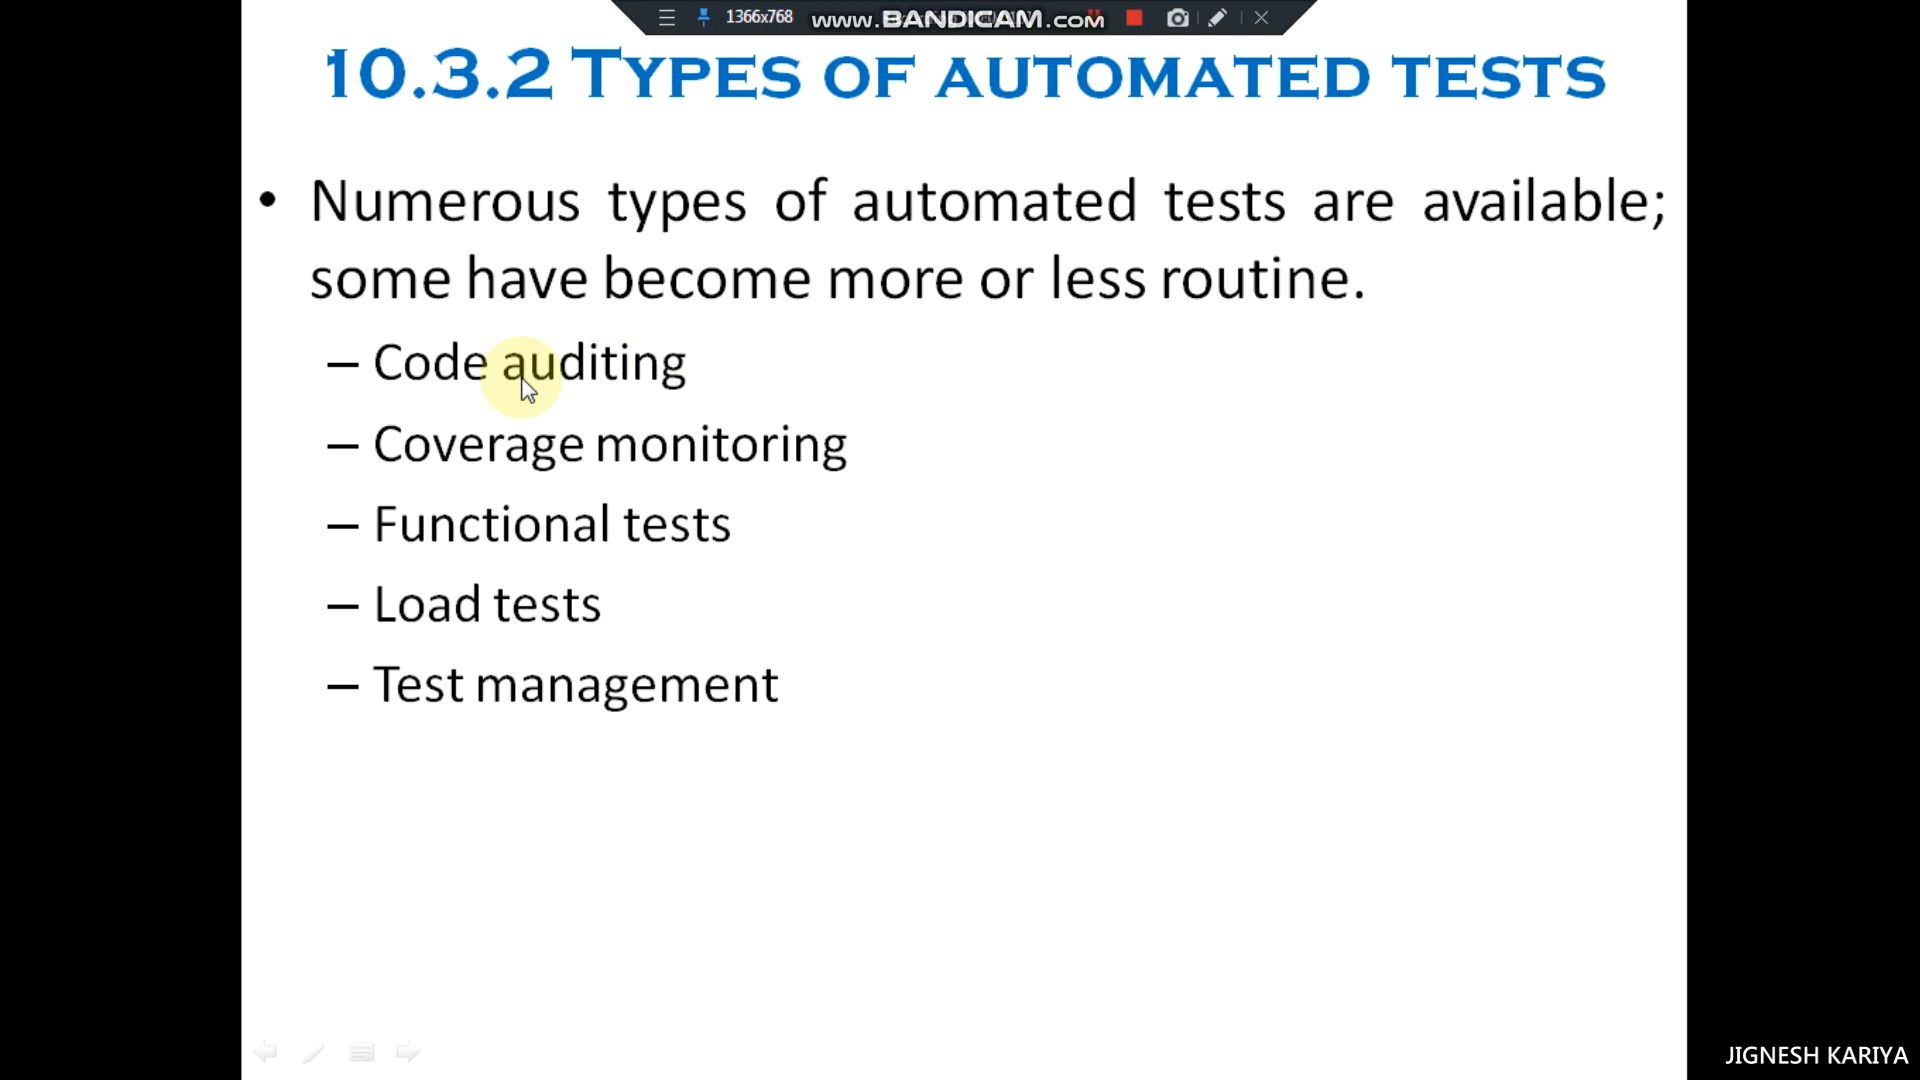 1366x768 www.BANDICAM.com
10.3.2 TYPES OF AUTOMATED TESTS
• Numerous types of automated tests are available;
some have become more or less routine.
– Code auditing
– Coverage monitoring
– Functional tests
– Load tests
– Test management
JIGNESH KARIYA